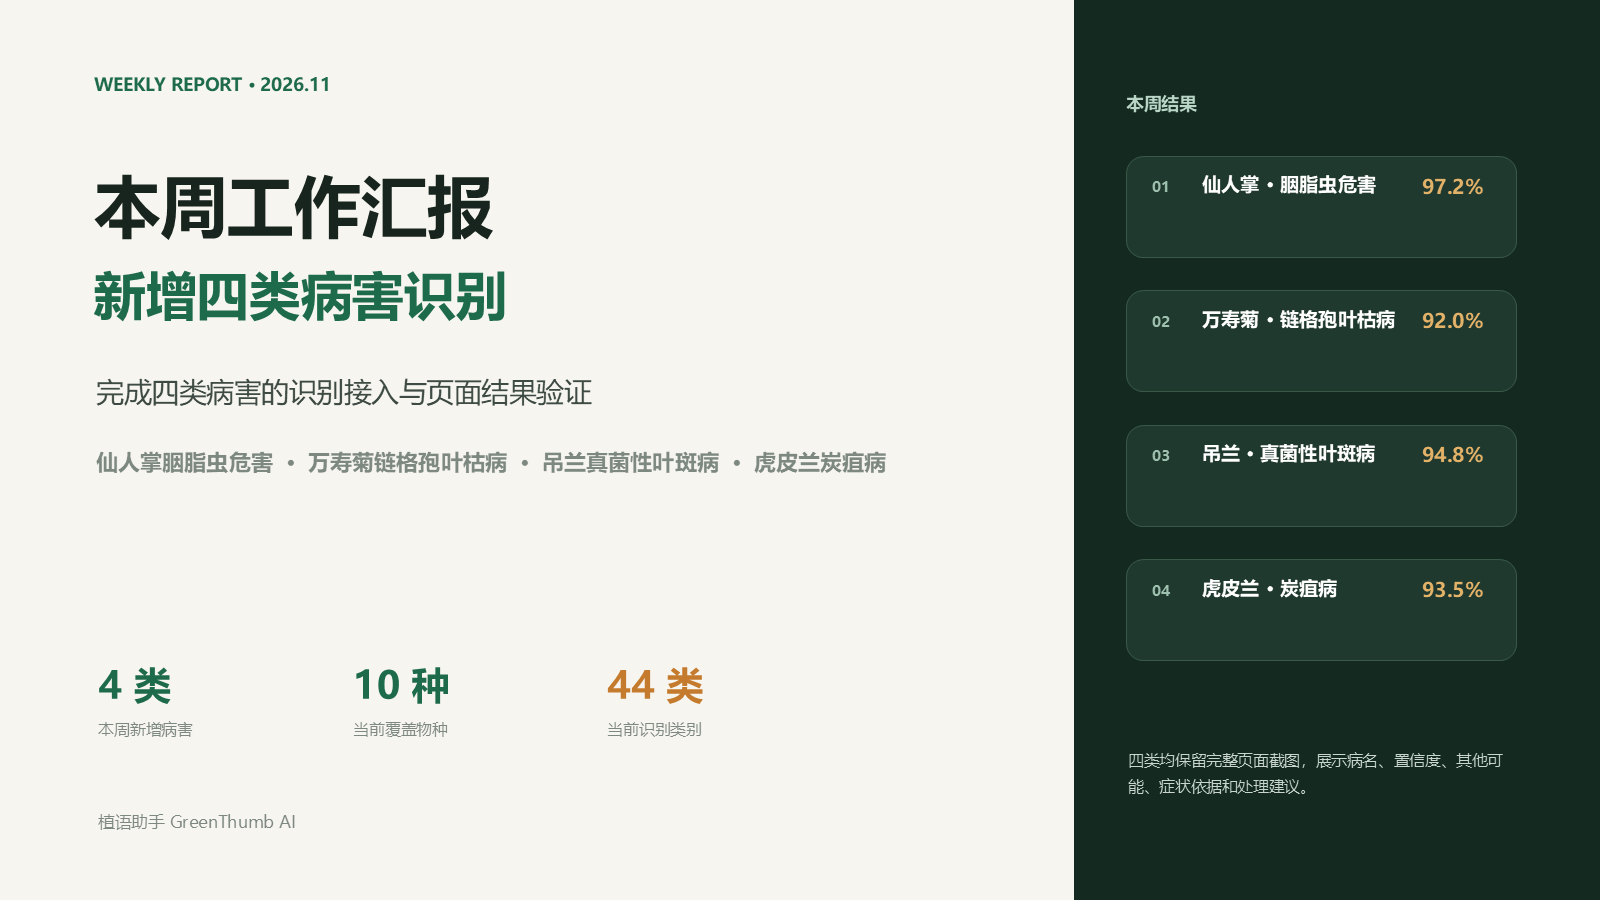 WEEKLY REPORT • 2026.11
本周工作汇报
新增四类病害识别
完成四类病害的识别接入与页面结果验证
仙人掌胭脂虫危害 • 万寿菊链格孢叶枯病 • 吊兰真菌性叶斑病 • 虎皮兰炭疽病
4 类
本周新增病害
10 种
当前覆盖物种
44 类
当前识别类别
植语助手 GreenThumb AI
本周结果
01 仙人掌 • 胭脂虫危害 97.2%
02 万寿菊 • 链格孢叶枯病 92.0%
03 吊兰 • 真菌性叶斑病 94.8%
04 虎皮兰 • 炭疽病 93.5%
四类均保留完整页面截图，展示病名、置信度、其他可
能、症状依据和处理建议。